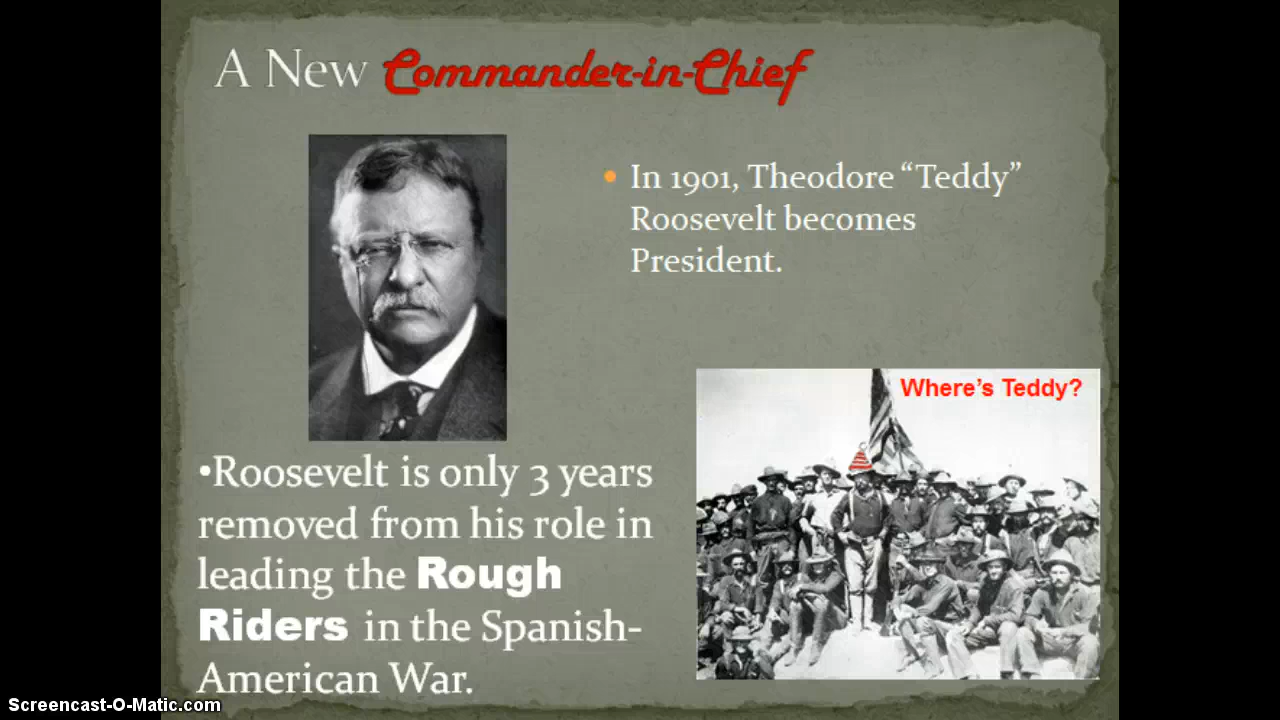 A New Commander-in-Chief
• In 1901, Theodore “Teddy”
Roosevelt becomes
President.
Where's Teddy?
•Roosevelt is only 3 years
removed from his role in
leading the Rough
Riders in the Spanish-
American War.
Screencast-O-Matic.com